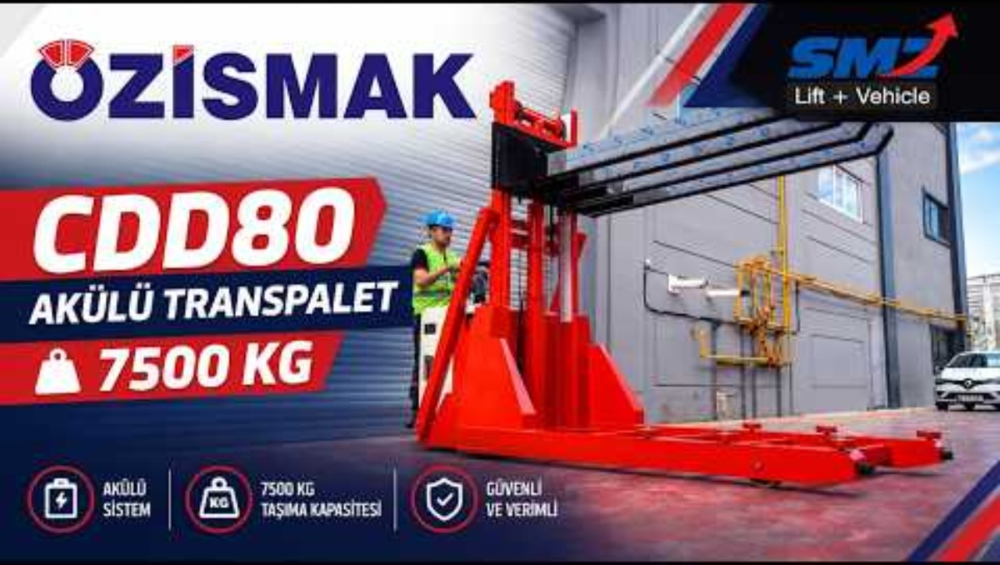 ÖZİSMAK
SMZ
Lift + Vehicle
CDD80
AKÜLÜ TRANSPALET
7500 KG
AKÜLÜ
SİSTEM
KG
7500 KG
TAŞIMA KAPASİTESİ
GÜVENLİ
VE VERİMLİ